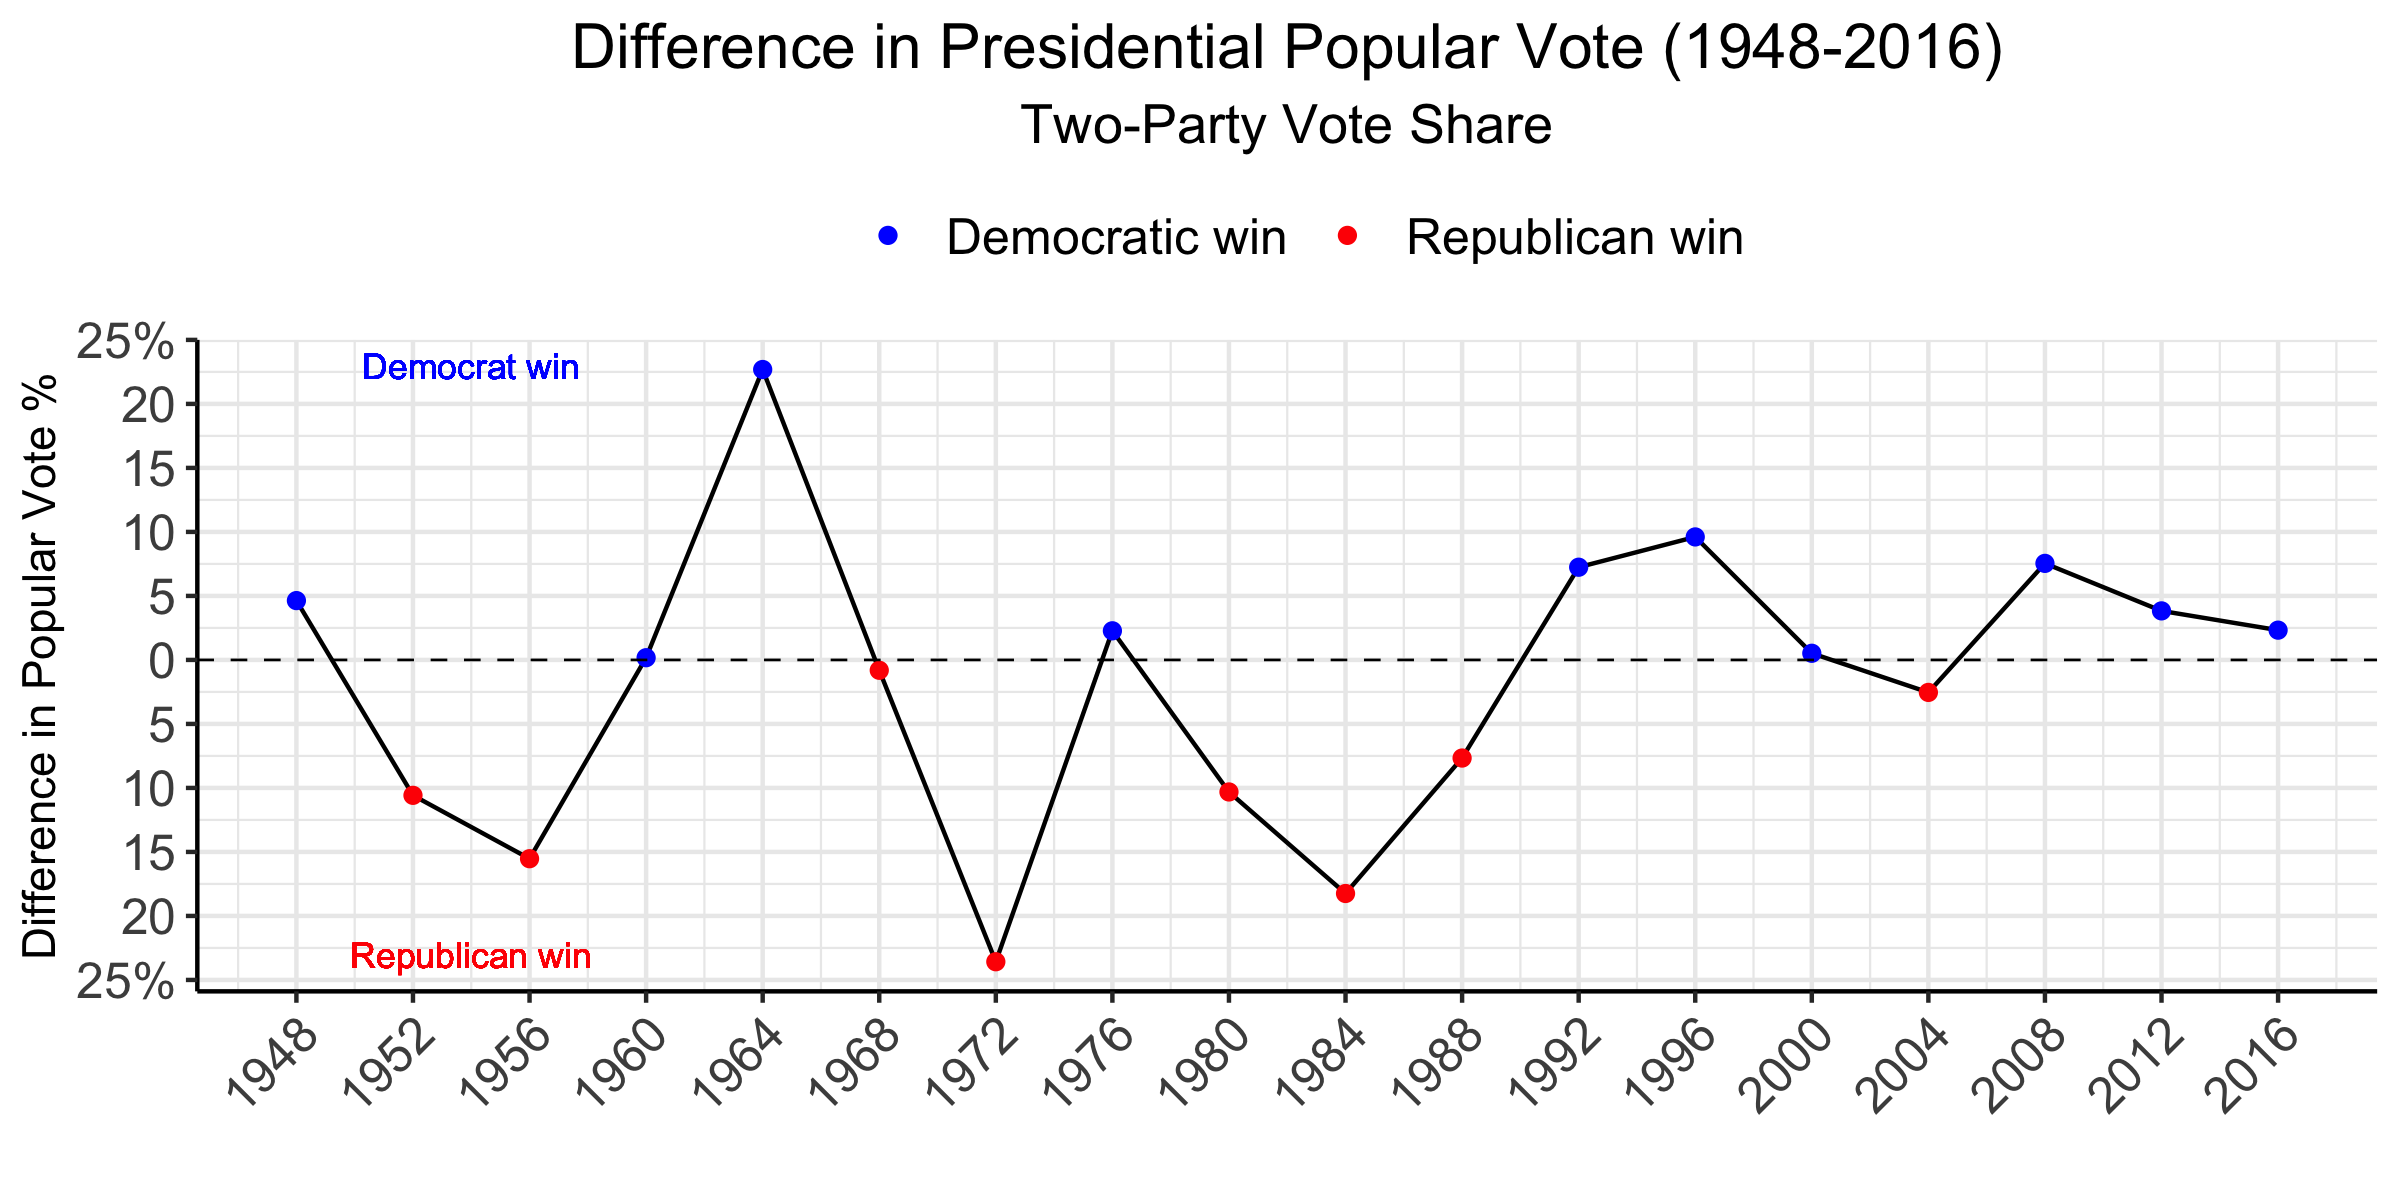 Difference in Presidential Popular Vote (1948-2016)
Two-Party Vote Share
Democratic win Republican win
Difference in Popular Vote %
25%
20
15
10
5
0
5
10
15
20
25%
Democrat win
Republican win
1948 1952 1956 1960 1964 1968 1972 1976 1980 1984 1988 1992 1996 2000 2004 2008 2012 2016